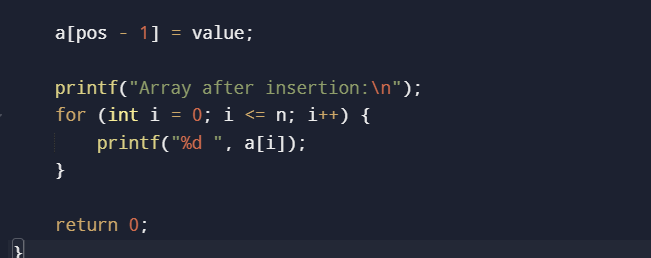 a[pos - 1] = value;
printf("Array after insertion:\n");
for (int i = 0; i <= n; i++) {
printf("%d ", a[i]);
}
return 0;
}